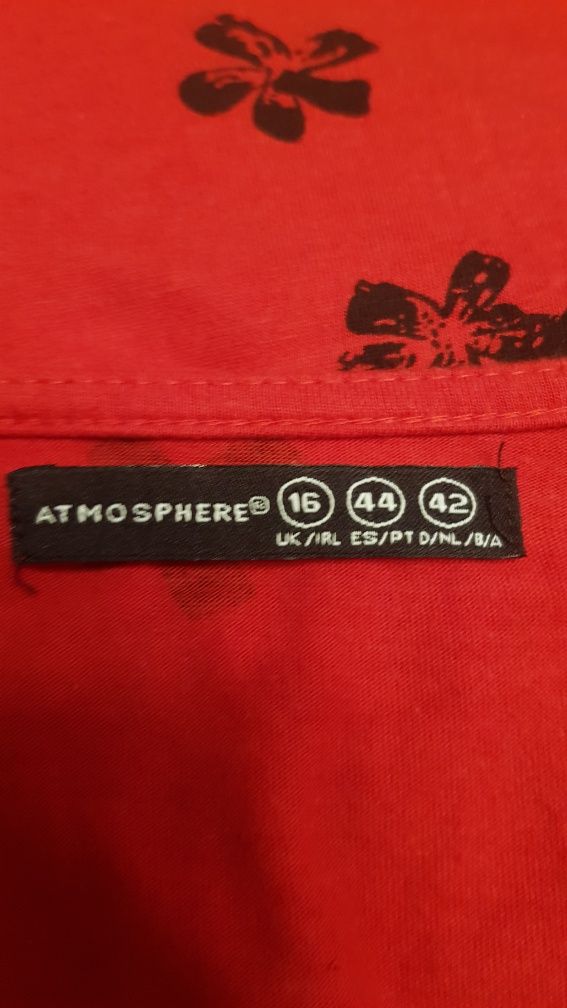 ATMOSPHERE® 16 44 42
UK/IRL ES/PT D/NL/B/A